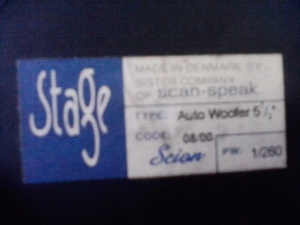 Stage
MADE IN DENMARK BY
SISTER COMPANY
OF scan-speak
TYPE: Auto Woofer 5½"
CODE: 08/00
Scion PW: 1/260